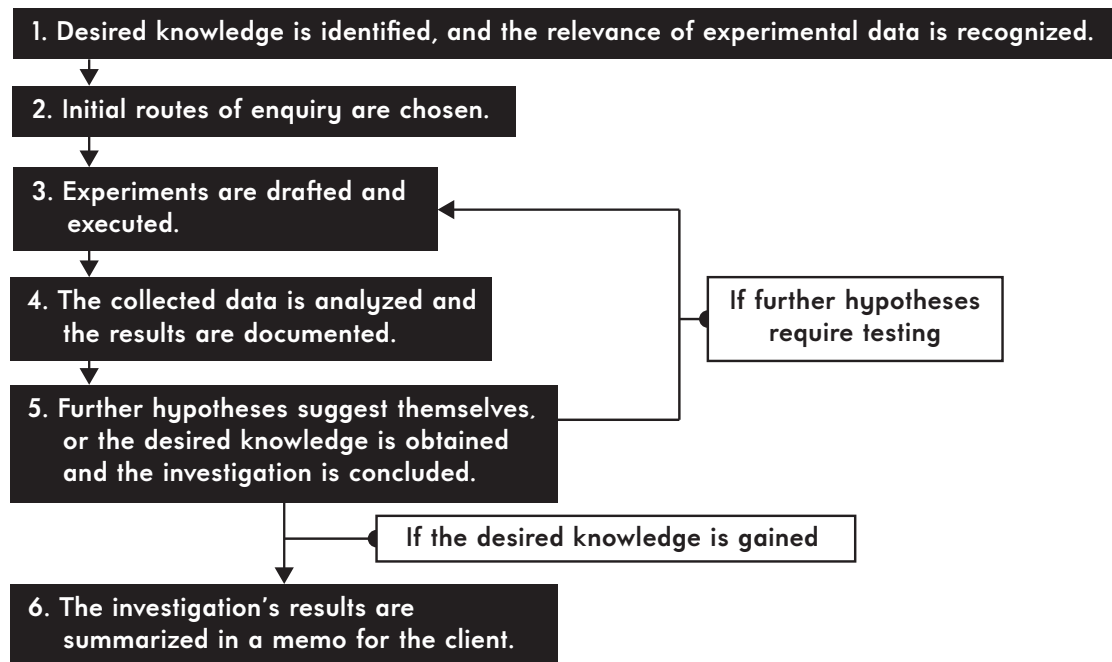 1. Desired knowledge is identified, and the relevance of experimental data is recognized.
2. Initial routes of enquiry are chosen.
3. Experiments are drafted and
executed.
4. The collected data is analyzed and
the results are documented.
If further hypotheses
require testing
5. Further hypotheses suggest themselves,
or the desired knowledge is obtained
and the investigation is concluded.
If the desired knowledge is gained
6. The investigation's results are
summarized in a memo for the client.